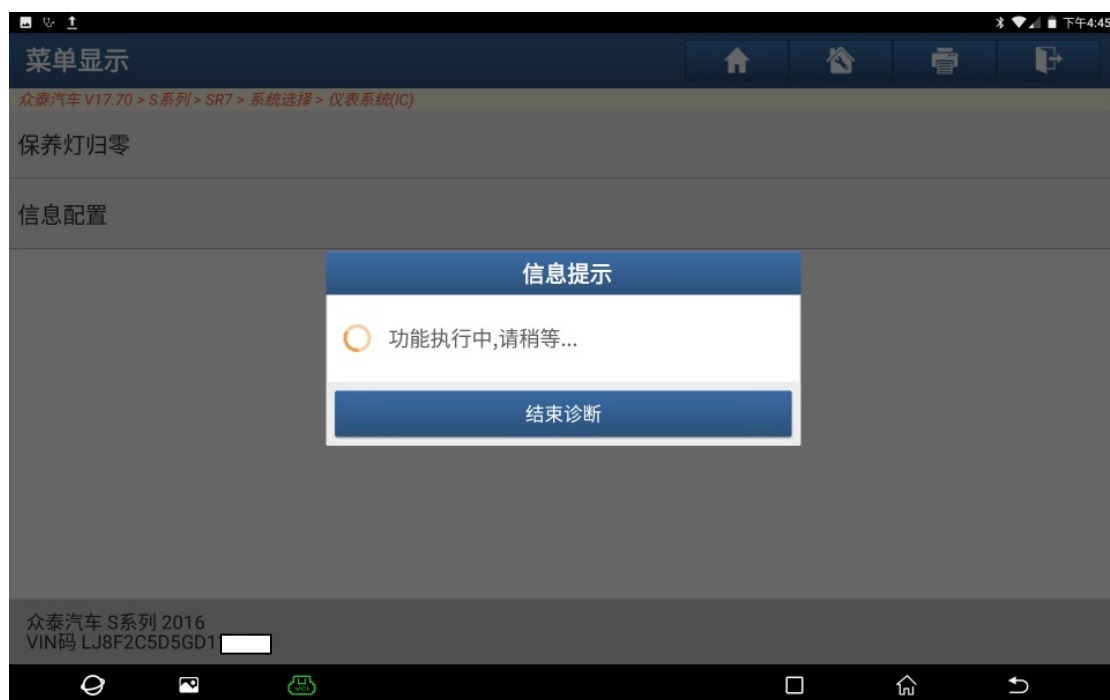 下午4:45
菜单显示
众泰汽车 V17.70 > S系列 > SR7 > 系统选择 > 仪表系统(IC)
保养灯归零
信息配置
信息提示
功能执行中,请稍等...
结束诊断
众泰汽车 S系列 2016
VIN码 LJ8F2C5D5GD1
VCI